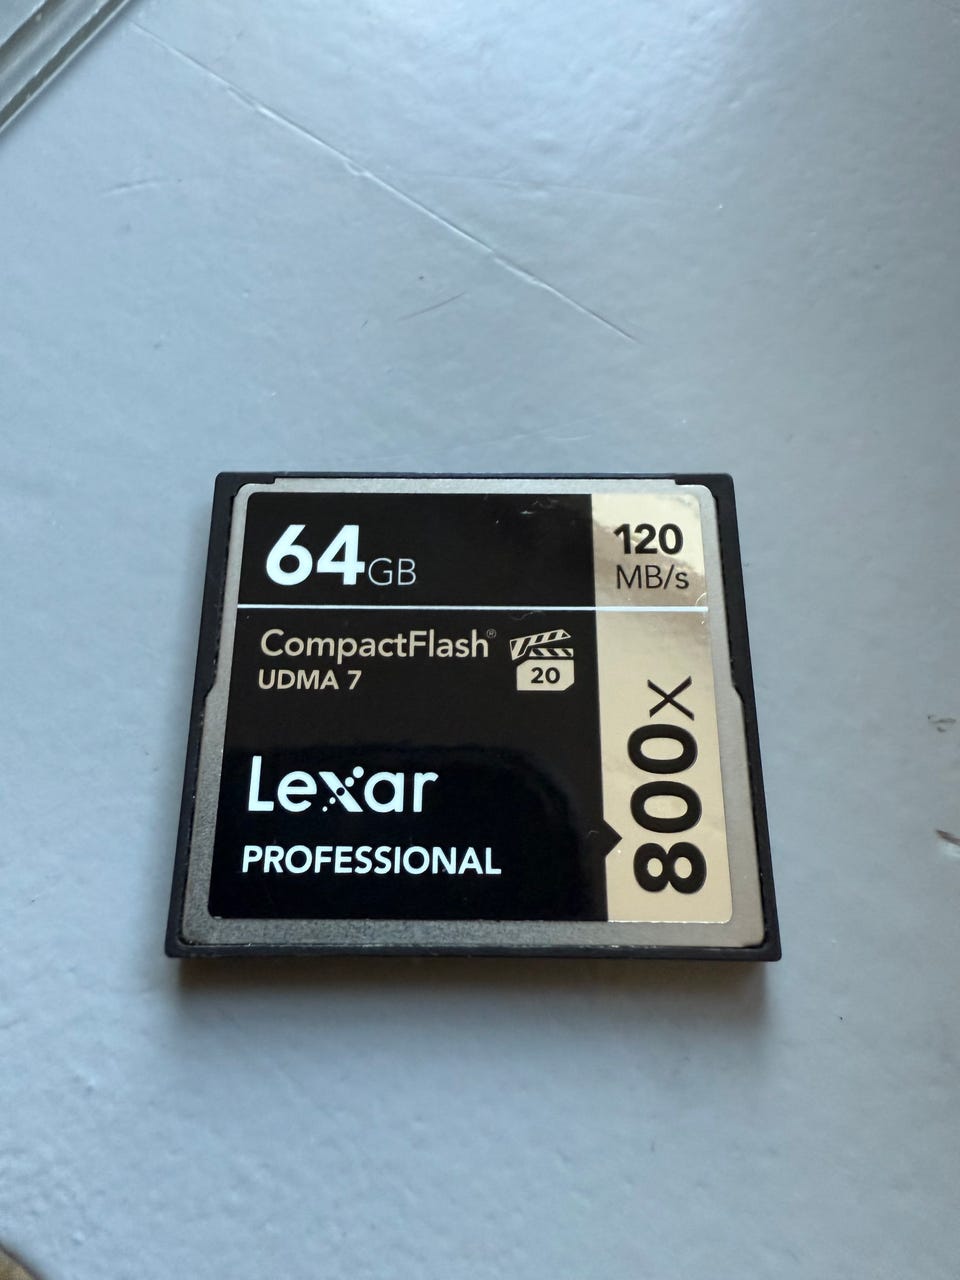 64GB
120
MB/s
CompactFlash®
UDMA 7
20
800x
Lexar
PROFESSIONAL